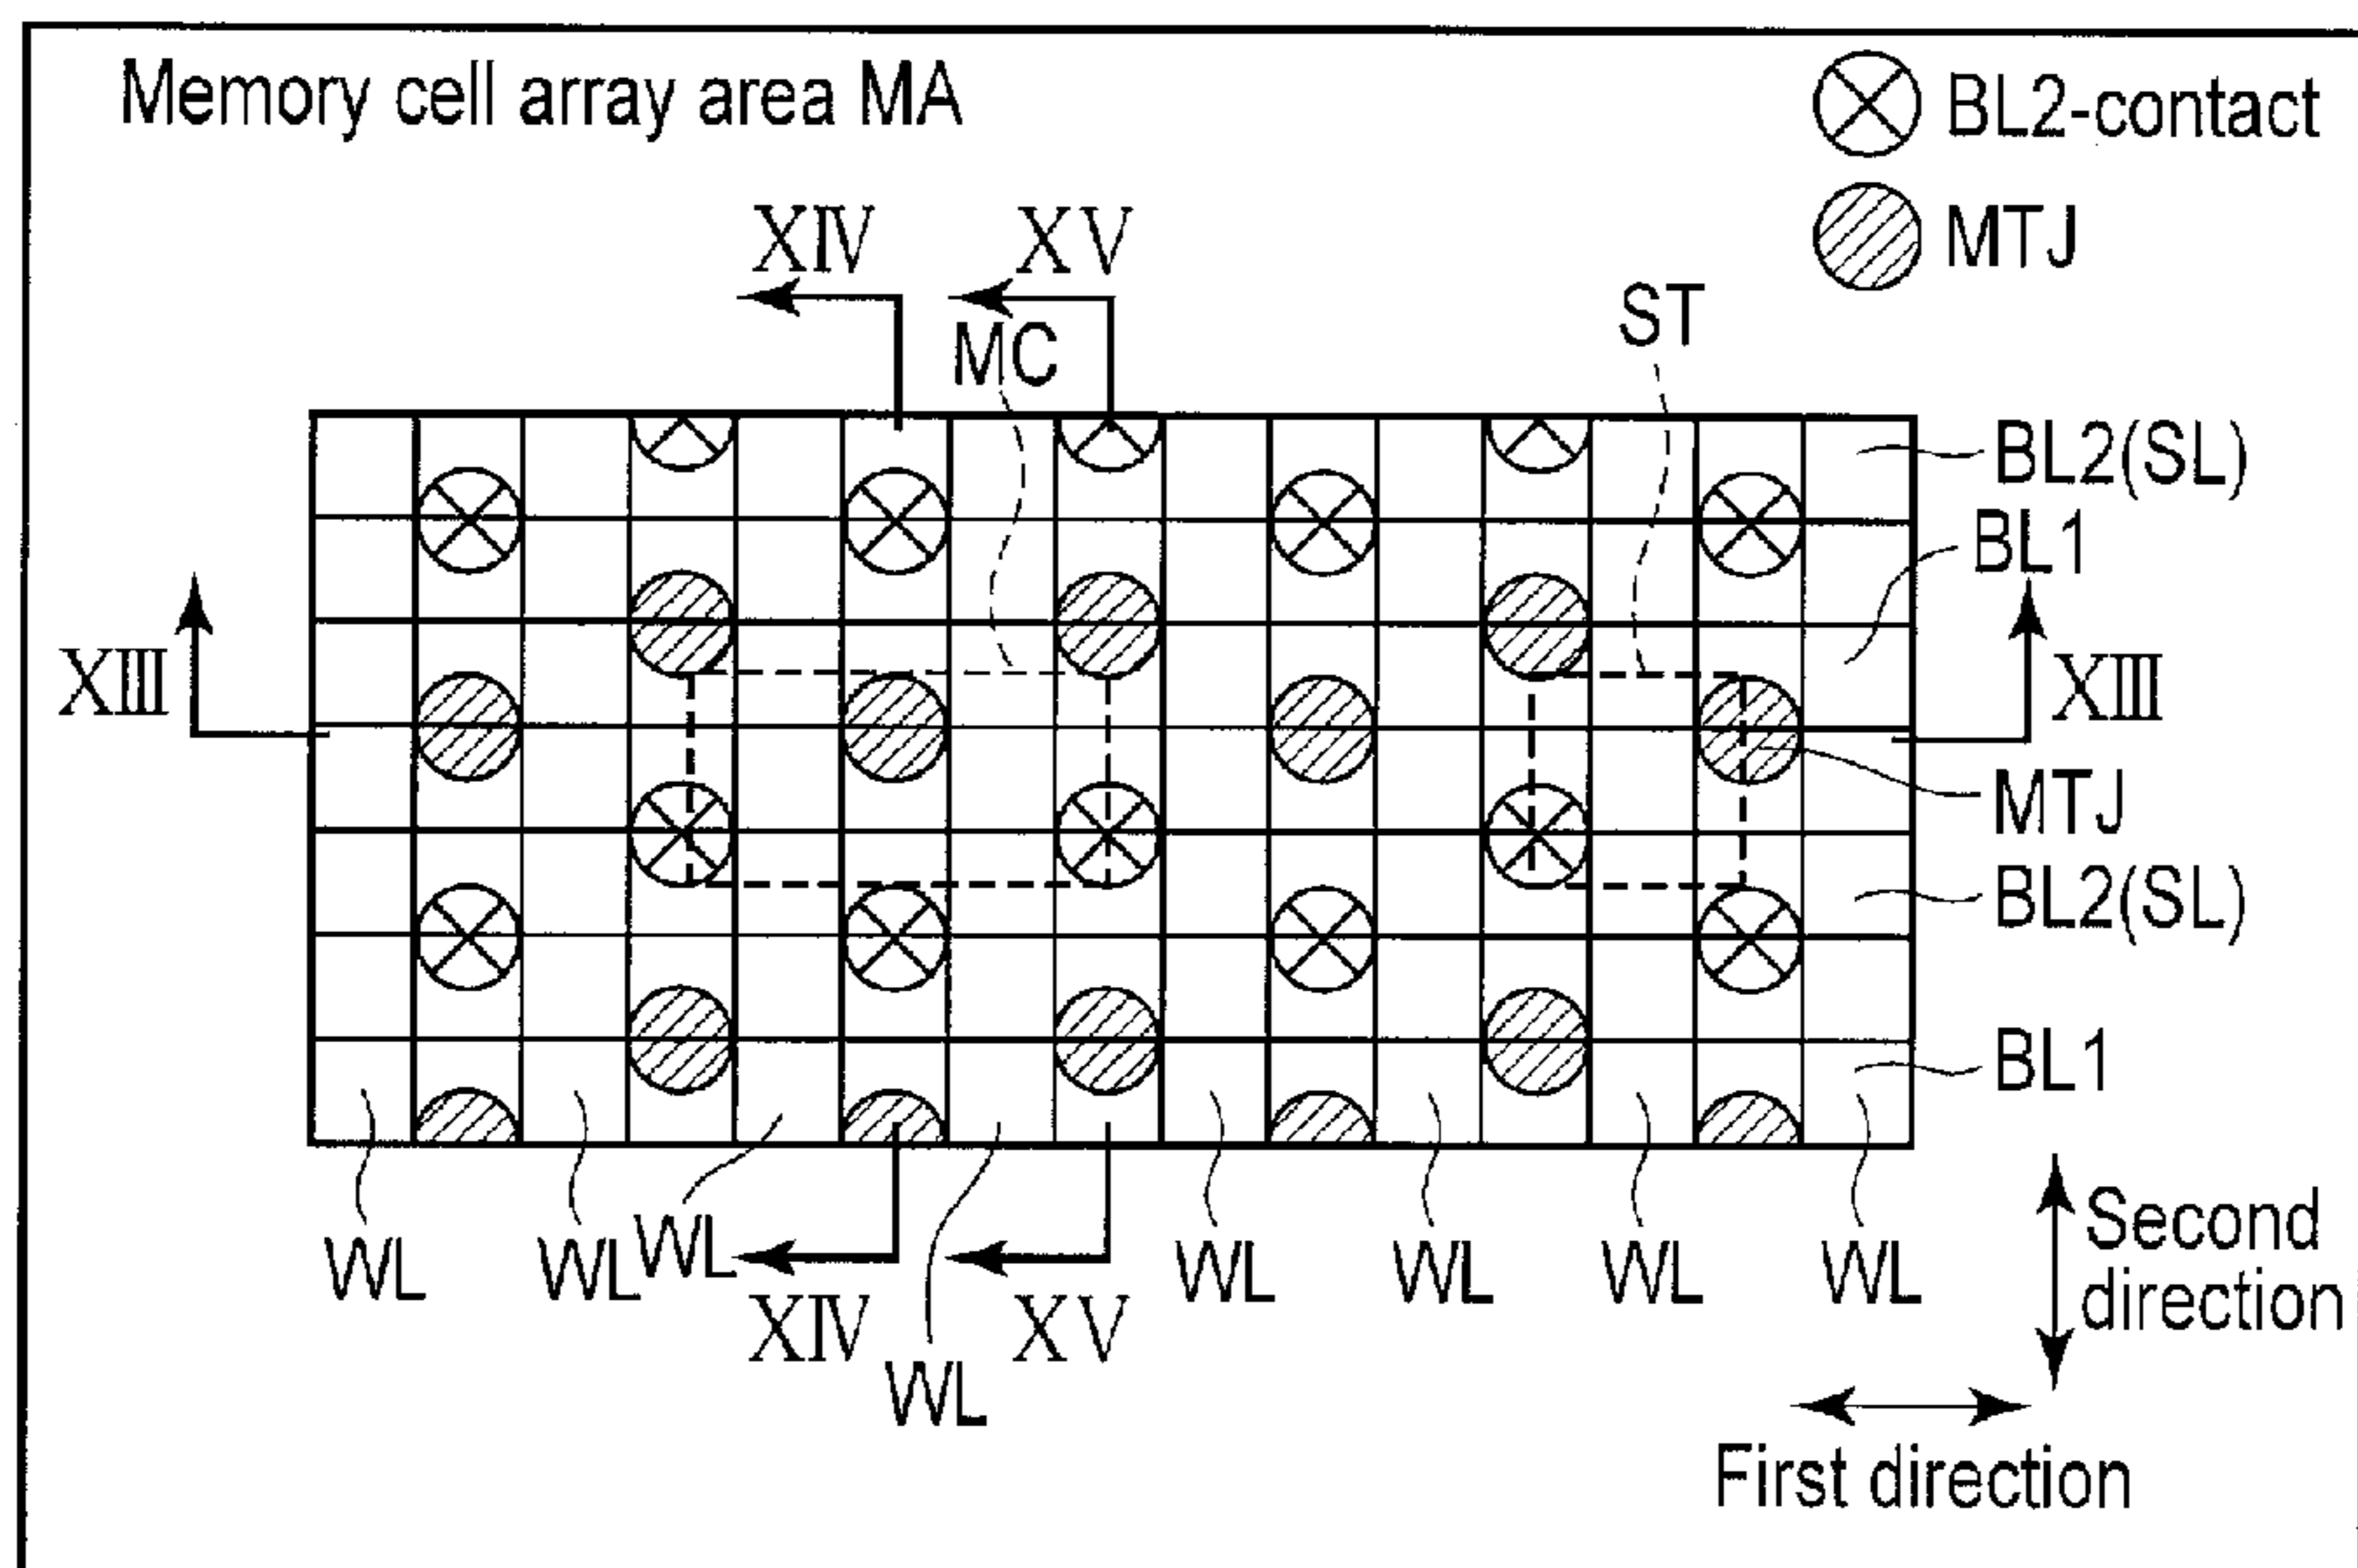 Memory cell array area MA
BL2-contact
MTJ
XIV
XV
MC
ST
BL2(SL)
BL1
XIII
XIII
MTJ
BL2(SL)
BL1
WL
WL
WL
WL
WL
WL
WL
WL
XIV
XV
Second
direction
First direction